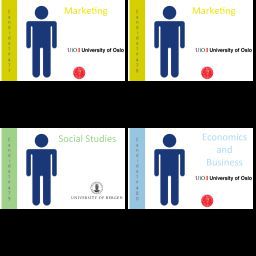 Marketing
UiO University of Oslo
Marketing
UiO University of Oslo
Social Studies
UNIVERSITY OF BERGEN
Economics
and
Business
UiO University of Oslo